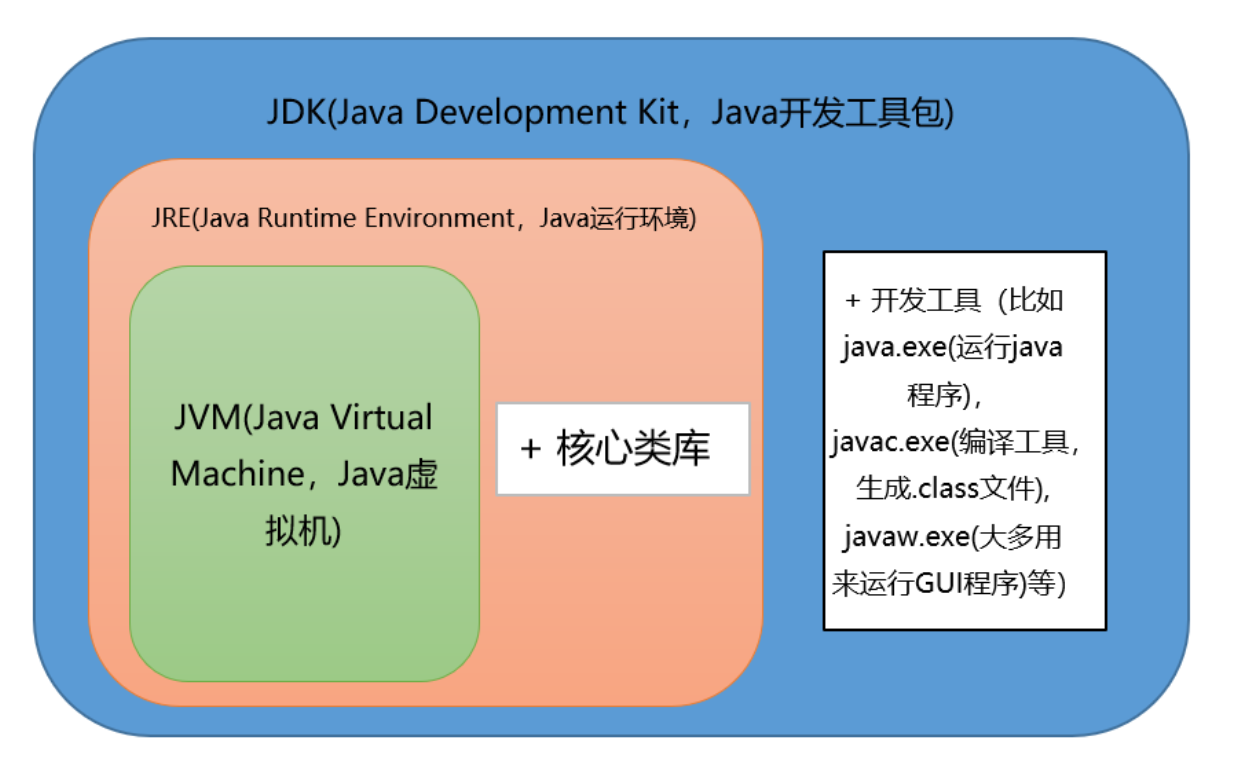 JDK(Java Development Kit，Java开发工具包)
JRE(Java Runtime Environment，Java运行环境)
JVM(Java Virtual
Machine，Java虚
拟机)
+ 核心类库
+ 开发工具（比如
java.exe(运行java
程序)，
javac.exe(编译工具，
生成.class文件),
javaw.exe(大多用
来运行GUI程序)等）